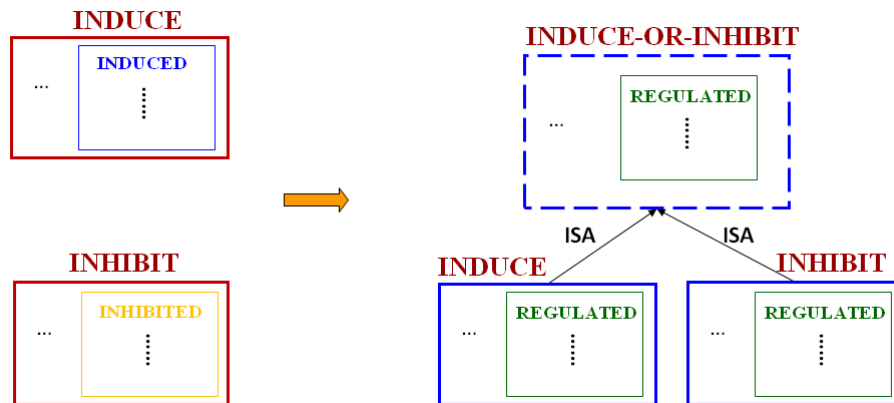 INDUCE
INDUCED
...
INHIBIT
INHIBITED
...
INDUCE-OR-INHIBIT
REGULATED
...
ISA
ISA
INDUCE
REGULATED
...
INHIBIT
REGULATED
...